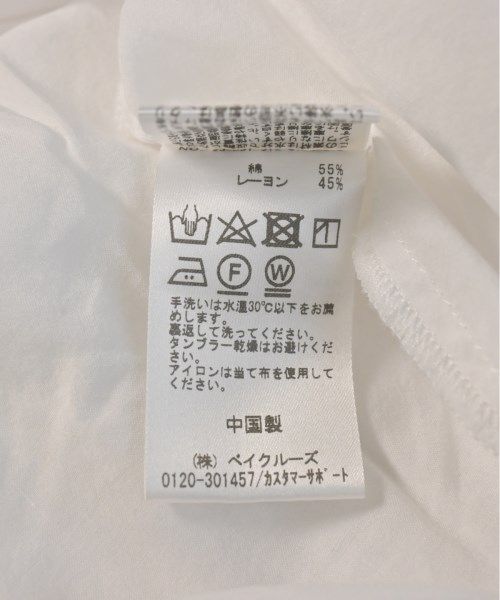 綿 55%
レーヨン 45%
F W
手洗いは水温30℃以下をお薦
めします。
裏返して洗ってください。
タンブラー乾燥はお避けくだ
さい。
アイロンは当て布を使用して
ください。
中国製
(株) ベイクルーズ
0120-301457/カスタマーサポート